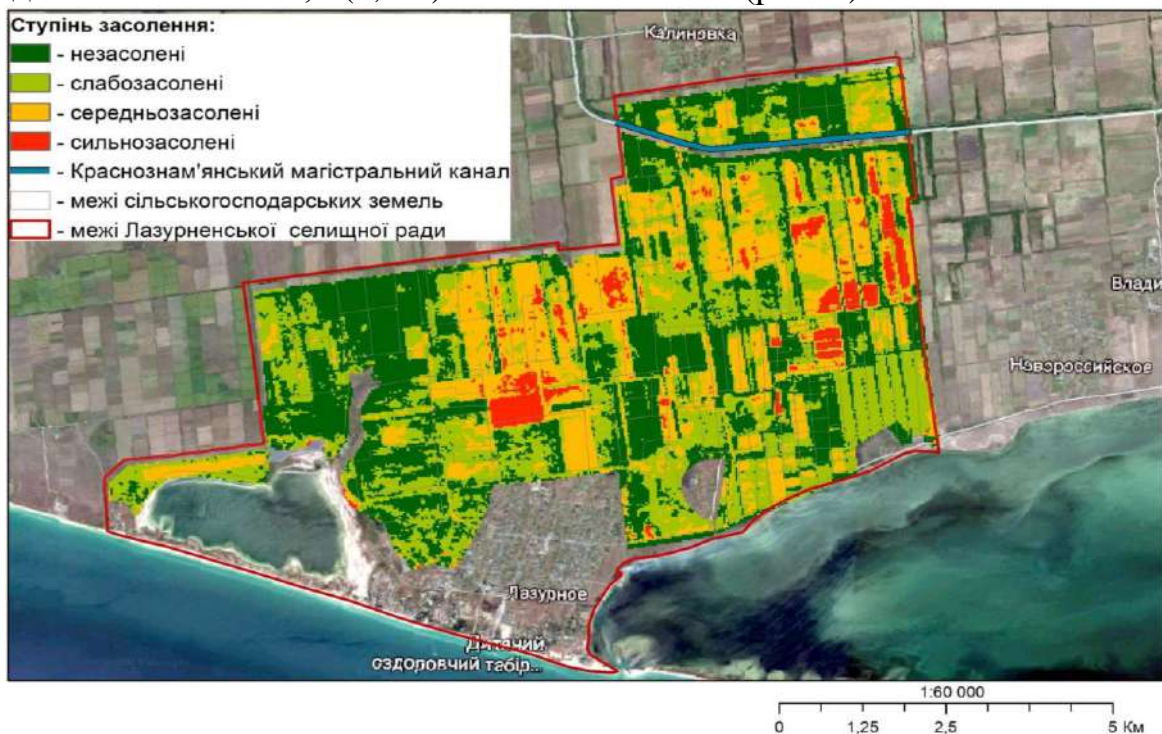 Ступінь засолення:
- незасолені
- слабозасолені
- середньозасолені
- сильнозасолені
- Краснознам'янський магістральний канал
- межі сільськогосподарських земель
- межі Лазурненської селищної ради
Калиновка
Влади
Новороссийское
Лазурное
Дитячий
оздоровчий табір...
1:60 000
0 1,25 2,5 5 Км